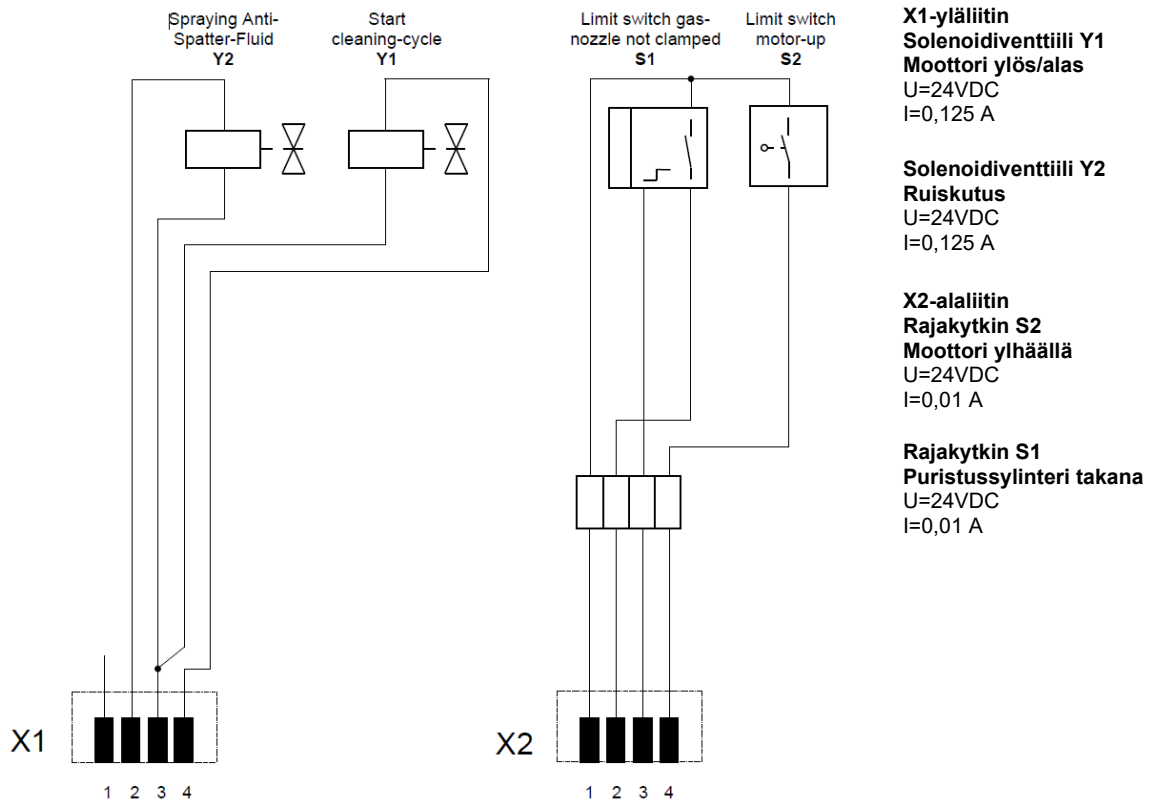 Spraying Anti-
Spatter-Fluid
Y2
Start
cleaning-cycle
Y1
Limit switch gas-
nozzle not clamped
S1
Limit switch
motor-up
S2
X1-yläliitin
Solenoidiventtiili Y1
Moottori ylös/alas
U=24VDC
I=0,125 A
Solenoidiventtiili Y2
Ruiskutus
U=24VDC
I=0,125 A
X2-alaliitin
Rajakytkin S2
Moottori ylhäällä
U=24VDC
I=0,01 A
Rajakytkin S1
Puristussylinteri takana
U=24VDC
I=0,01 A
X1
1 2 3 4
X2
1 2 3 4